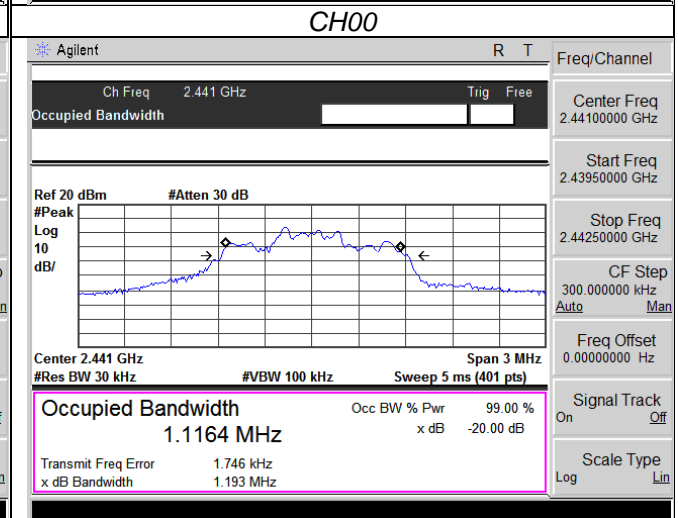 CH00
Agilent R T
Ch Freq 2.441 GHz Trig Free
Occupied Bandwidth
Ref 20 dBm #Atten 30 dB
#Peak
Log
10
dB/
Center 2.441 GHz Span 3 MHz
#Res BW 30 kHz #VBW 100 kHz Sweep 5 ms (401 pts)
Occupied Bandwidth Occ BW % Pwr 99.00 %
1.1164 MHz x dB -20.00 dB
Transmit Freq Error 1.746 kHz
x dB Bandwidth 1.193 MHz
Freq/Channel
Center Freq
2.44100000 GHz
Start Freq
2.43950000 GHz
Stop Freq
2.44250000 GHz
CF Step
300.000000 kHz
Auto Man
Freq Offset
0.00000000 Hz
Signal Track
On Off
Scale Type
Log Lin